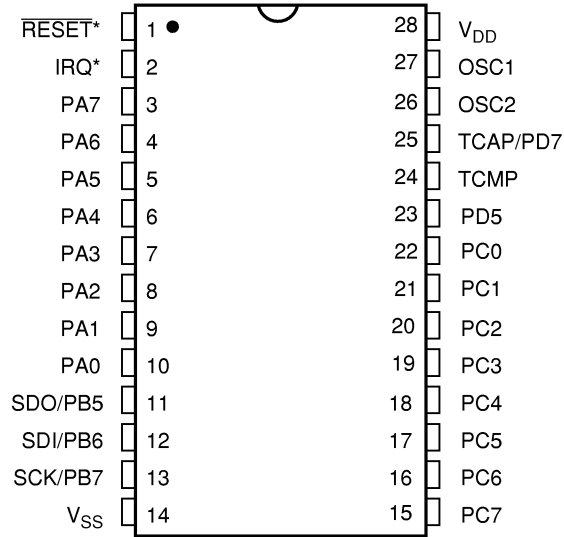 RESET* 1 28 VDD
IRQ* 2 27 OSC1
PA7 3 26 OSC2
PA6 4 25 TCAP/PD7
PA5 5 24 TCMP
PA4 6 23 PD5
PA3 7 22 PC0
PA2 8 21 PC1
PA1 9 20 PC2
PA0 10 19 PC3
SDO/PB5 11 18 PC4
SDI/PB6 12 17 PC5
SCK/PB7 13 16 PC6
VSS 14 15 PC7